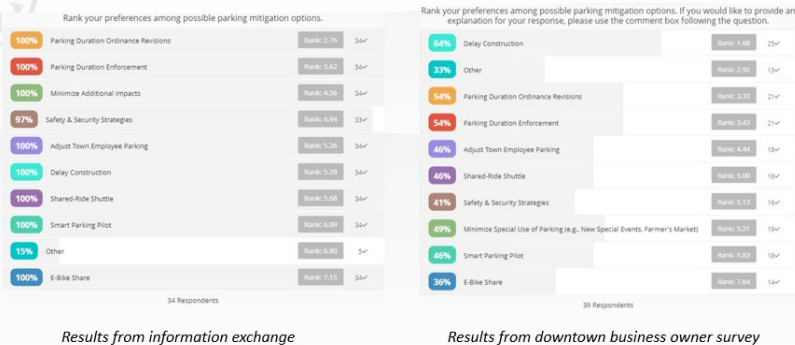 Rank your preferences among possible parking mitigation options.
100% Parking Duration Ordinance Revisions Rank: 2.76 34✓
100% Parking Duration Enforcement Rank: 3.62 34✓
100% Minimize Additional Impacts Rank: 4.56 34✓
97% Safety & Security Strategies Rank: 4.94 33✓
100% Adjust Town Employee Parking Rank: 5.26 34✓
100% Delay Construction Rank: 5.29 34✓
100% Shared-Ride Shuttle Rank: 5.68 34✓
100% Smart Parking Pilot Rank: 6.09 34✓
15% Other Rank: 6.80 5✓
100% E-Bike Share Rank: 7.15 34✓
34 Respondents
Results from information exchange
Rank your preferences among possible parking mitigation options. If you would like to provide an
explanation for your response, please use the comment box following the question.
64% Delay Construction Rank: 1.68 25✓
33% Other Rank: 2.92 13✓
54% Parking Duration Ordinance Revisions Rank: 3.33 21✓
54% Parking Duration Enforcement Rank: 3.43 21✓
46% Adjust Town Employee Parking Rank: 4.44 18✓
46% Shared-Ride Shuttle Rank: 5.00 18✓
41% Safety & Security Strategies Rank: 5.13 16✓
49% Minimize Special Use of Parking (e.g., New Special Events, Farmer's Market) Rank: 5.21 19✓
46% Smart Parking Pilot Rank: 5.83 18✓
36% E-Bike Share Rank: 7.64 14✓
39 Respondents
Results from downtown business owner survey